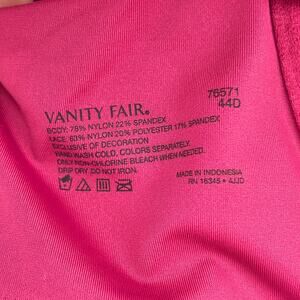 VANITY FAIR®
76571
44D
BODY: 78% NYLON 22% SPANDEX
LACE: 63% NYLON 20% POLYESTER 17% SPANDEX
EXCLUSIVE OF DECORATION
HAND WASH COLD, COLORS SEPARATELY.
ONLY NON-CHLORINE BLEACH WHEN NEEDED.
DRIP DRY. DO NOT IRON.
MADE IN INDONESIA
RN 16345 • 4JJD